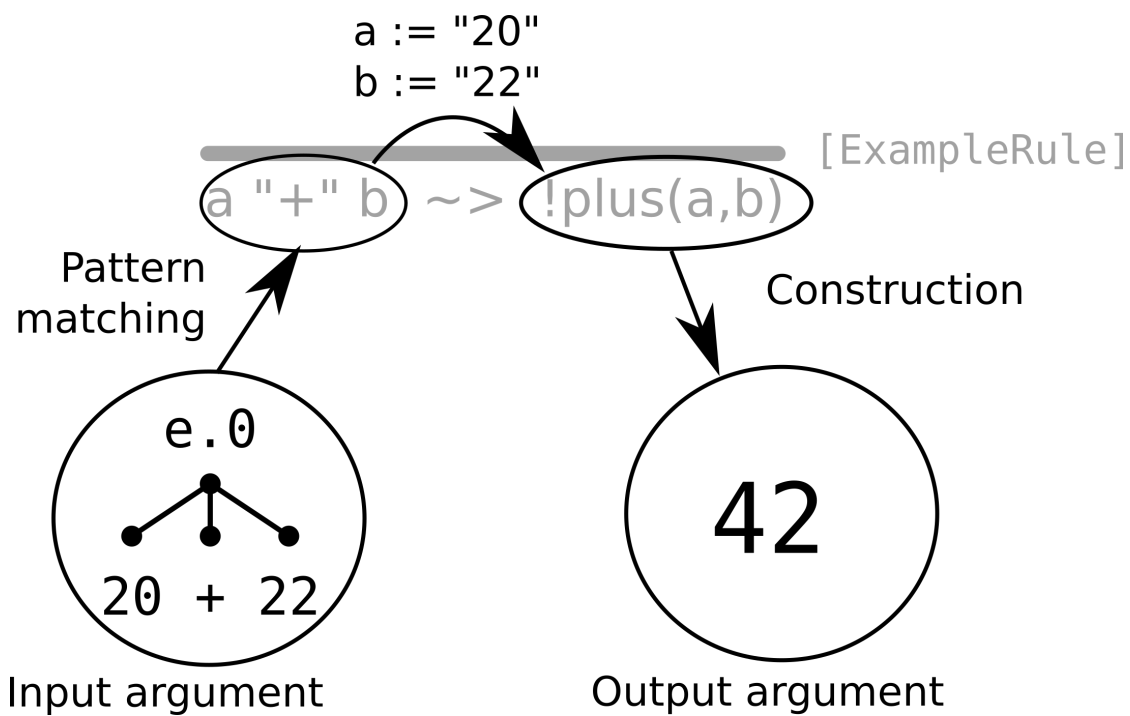 a := "20"
b := "22"
[ExampleRule]
a "+" b ~> !plus(a,b)
Pattern
matching
Construction
e.0
20 + 22
42
Input argument
Output argument